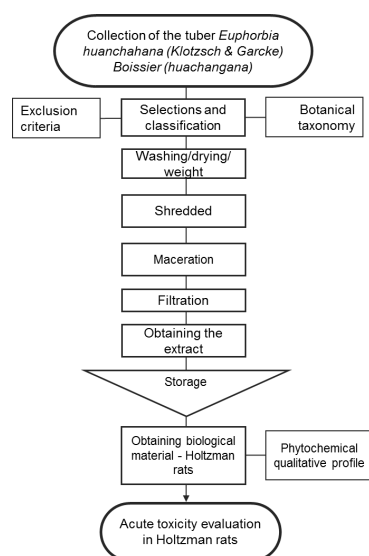 Collection of the tuber Euphorbia
huanchahana (Klotzsch & Garcke)
Boissier (huachangana)
Exclusion
criteria
Selections and
classification
Botanical
taxonomy
Washing/drying/
weight
Shredded
Maceration
Filtration
Obtaining the
extract
Storage
Obtaining biological
material - Holtzman
rats
Phytochemical
qualitative profile
Acute toxicity evaluation
in Holtzman rats